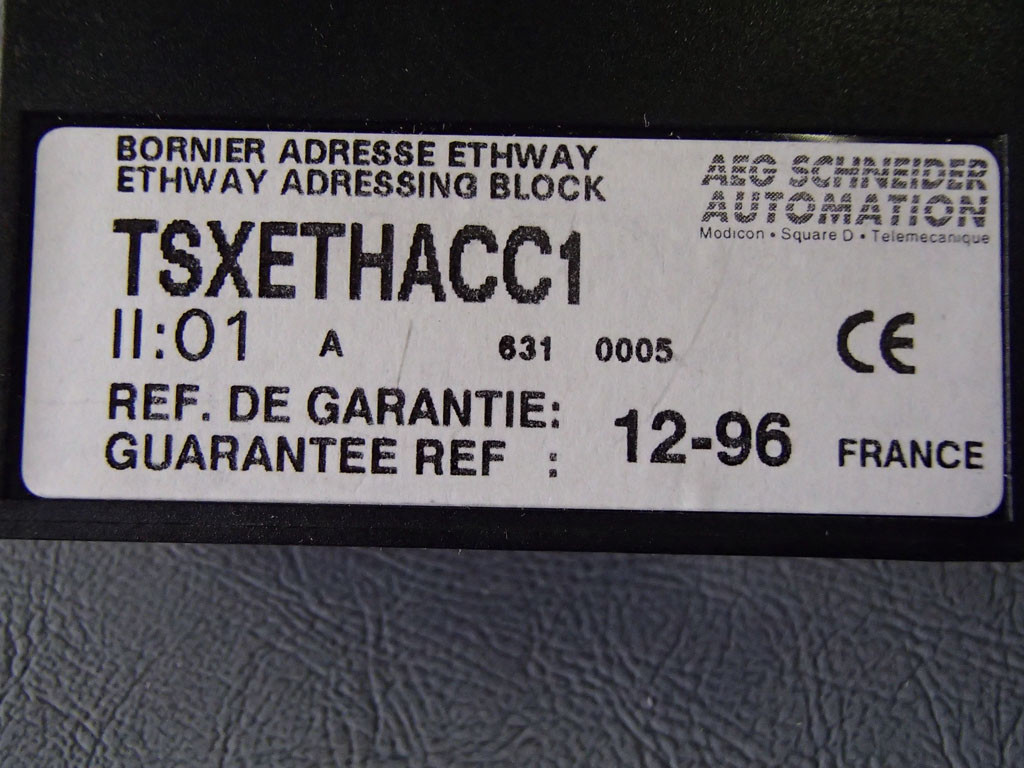 BORNIER ADRESSE ETHWAY
ETHWAY ADRESSING BLOCK
AEG SCHNEIDER
AUTOMATION
Modicon • Square D • Telemecanique
TSXETHACC1
II:01 A 631 0005
CE
REF. DE GARANTIE:
GUARANTEE REF : 12-96 FRANCE